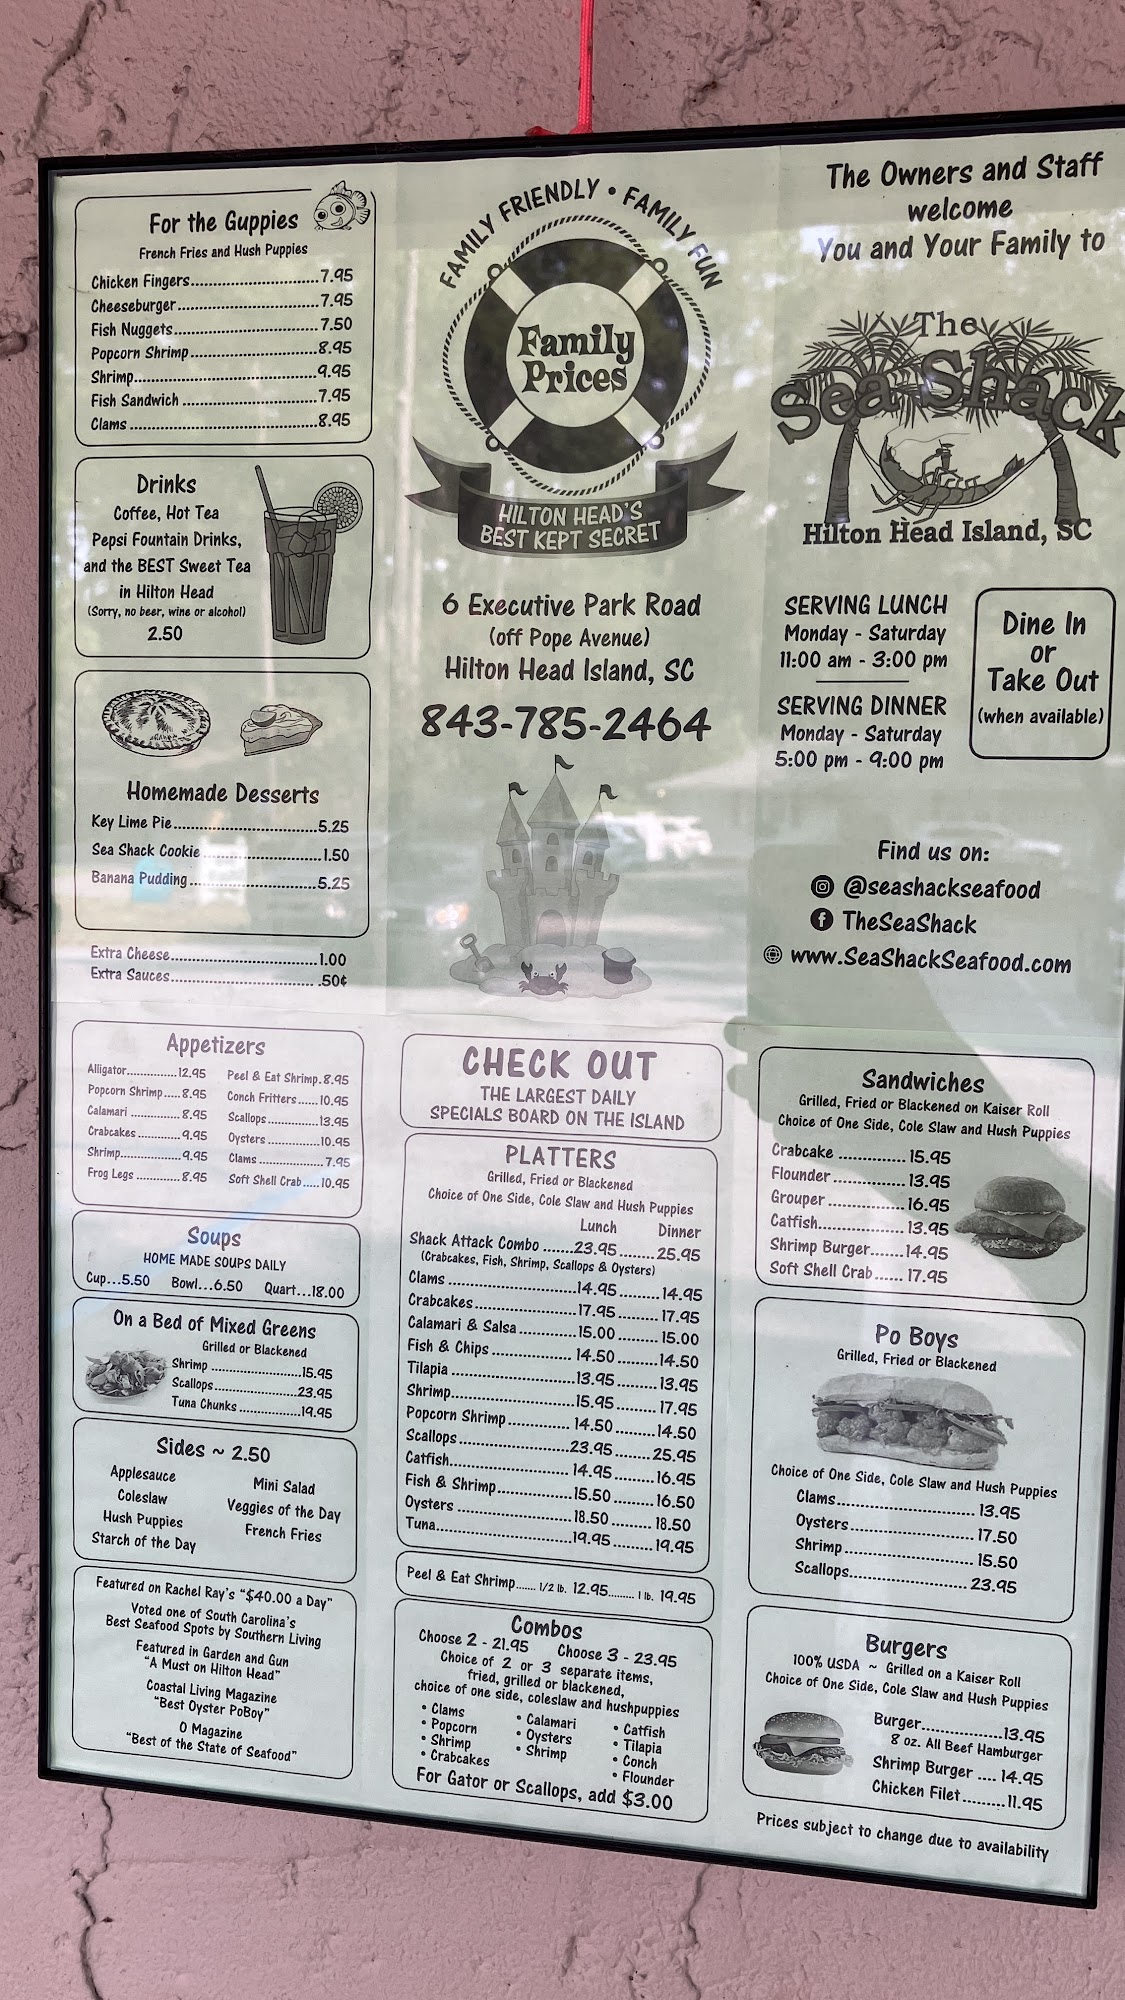 For the Guppies
French Fries and Hush Puppies
Chicken Fingers..............................7.95
Cheeseburger.................................7.95
Fish Nuggets..................................7.50
Popcorn Shrimp..............................8.95
Shrimp...........................................9.95
Fish Sandwich ................................7.95
Clams ............................................8.95
Drinks
Coffee, Hot Tea
Pepsi Fountain Drinks,
and the BEST Sweet Tea
in Hilton Head
(Sorry, no beer, wine or alcohol)
2.50
Homemade Desserts
Key Lime Pie..................................5.25
Sea Shack Cookie ...........................1.50
Banana Pudding..............................5.25
Extra Cheese..................................1.00
Extra Sauces.................................. .50¢
FAMILY FRIENDLY • FAMILY FUN
Family
Prices
HILTON HEAD'S
BEST KEPT SECRET
6 Executive Park Road
(off Pope Avenue)
Hilton Head Island, SC
843-785-2464
The Owners and Staff
welcome
You and Your Family to
The
Sea Shack
Hilton Head Island, SC
SERVING LUNCH
Monday - Saturday
11:00 am - 3:00 pm
SERVING DINNER
Monday - Saturday
5:00 pm - 9:00 pm
Dine In
or
Take Out
(when available)
Find us on:
@seashackseafood
TheSeaShack
www.SeaShackSeafood.com
Appetizers
Alligator..............12.95
Popcorn Shrimp.....8.95
Calamari ..............8.95
Crabcakes ............9.95
Shrimp.................9.95
Frog Legs ............8.95
Peel & Eat Shrimp.8.95
Conch Fritters......10.95
Scallops...............13.95
Oysters ...............10.95
Clams ..................7.95
Soft Shell Crab.....10.95
Soups
HOME MADE SOUPS DAILY
Cup...5.50 Bowl...6.50 Quart...18.00
On a Bed of Mixed Greens
Grilled or Blackened
Shrimp ........................15.95
Scallops......................23.95
Tuna Chunks ................19.95
Sides ~ 2.50
Applesauce
Coleslaw
Hush Puppies
Starch of the Day
Mini Salad
Veggies of the Day
French Fries
Featured on Rachel Ray's "$40.00 a Day"
Voted one of South Carolina's
Best Seafood Spots by Southern Living
Featured in Garden and Gun
"A Must on Hilton Head"
Coastal Living Magazine
"Best Oyster PoBoy"
O Magazine
"Best of the State of Seafood"
CHECK OUT
THE LARGEST DAILY
SPECIALS BOARD ON THE ISLAND
PLATTERS
Grilled, Fried or Blackened
Choice of One Side, Cole Slaw and Hush Puppies
Lunch Dinner
Shack Attack Combo ......23.95........25.95
(Crabcakes, Fish, Shrimp, Scallops & Oysters)
Clams .........................14.95.........14.95
Crabcakes....................17.95.........17.95
Calamari & Salsa............15.00.........15.00
Fish & Chips .................14.50.........14.50
Tilapia .........................13.95.........13.95
Shrimp.........................15.95.........17.95
Popcorn Shrimp .............14.50.........14.50
Scallops.......................23.95.........25.95
Catfish.........................14.95.........16.95
Fish & Shrimp................15.50.........16.50
Oysters .......................18.50.........18.50
Tuna............................19.95.........19.95
Peel & Eat Shrimp....... 1/2 lb. 12.95......... 1 lb. 19.95
Combos
Choose 2 - 21.95 Choose 3 - 23.95
Choice of 2 or 3 separate items,
fried, grilled or blackened,
choice of one side, coleslaw and hushpuppies
• Clams
• Popcorn
• Shrimp
• Crabcakes
• Calamari
• Oysters
• Shrimp
• Catfish
• Tilapia
• Conch
• Flounder
For Gator or Scallops, add $3.00
Sandwiches
Grilled, Fried or Blackened on Kaiser Roll
Choice of One Side, Cole Slaw and Hush Puppies
Crabcake ..............15.95
Flounder ...............13.95
Grouper ................16.95
Catfish..................13.95
Shrimp Burger.......14.95
Soft Shell Crab......17.95
Po Boys
Grilled, Fried or Blackened
Choice of One Side, Cole Slaw and Hush Puppies
Clams............................. 13.95
Oysters.......................... 17.50
Shrimp........................... 15.50
Scallops......................... 23.95
Burgers
100% USDA ~ Grilled on a Kaiser Roll
Choice of One Side, Cole Slaw and Hush Puppies
Burger..................13.95
8 oz. All Beef Hamburger
Shrimp Burger .... 14.95
Chicken Filet.........11.95
Prices subject to change due to availability